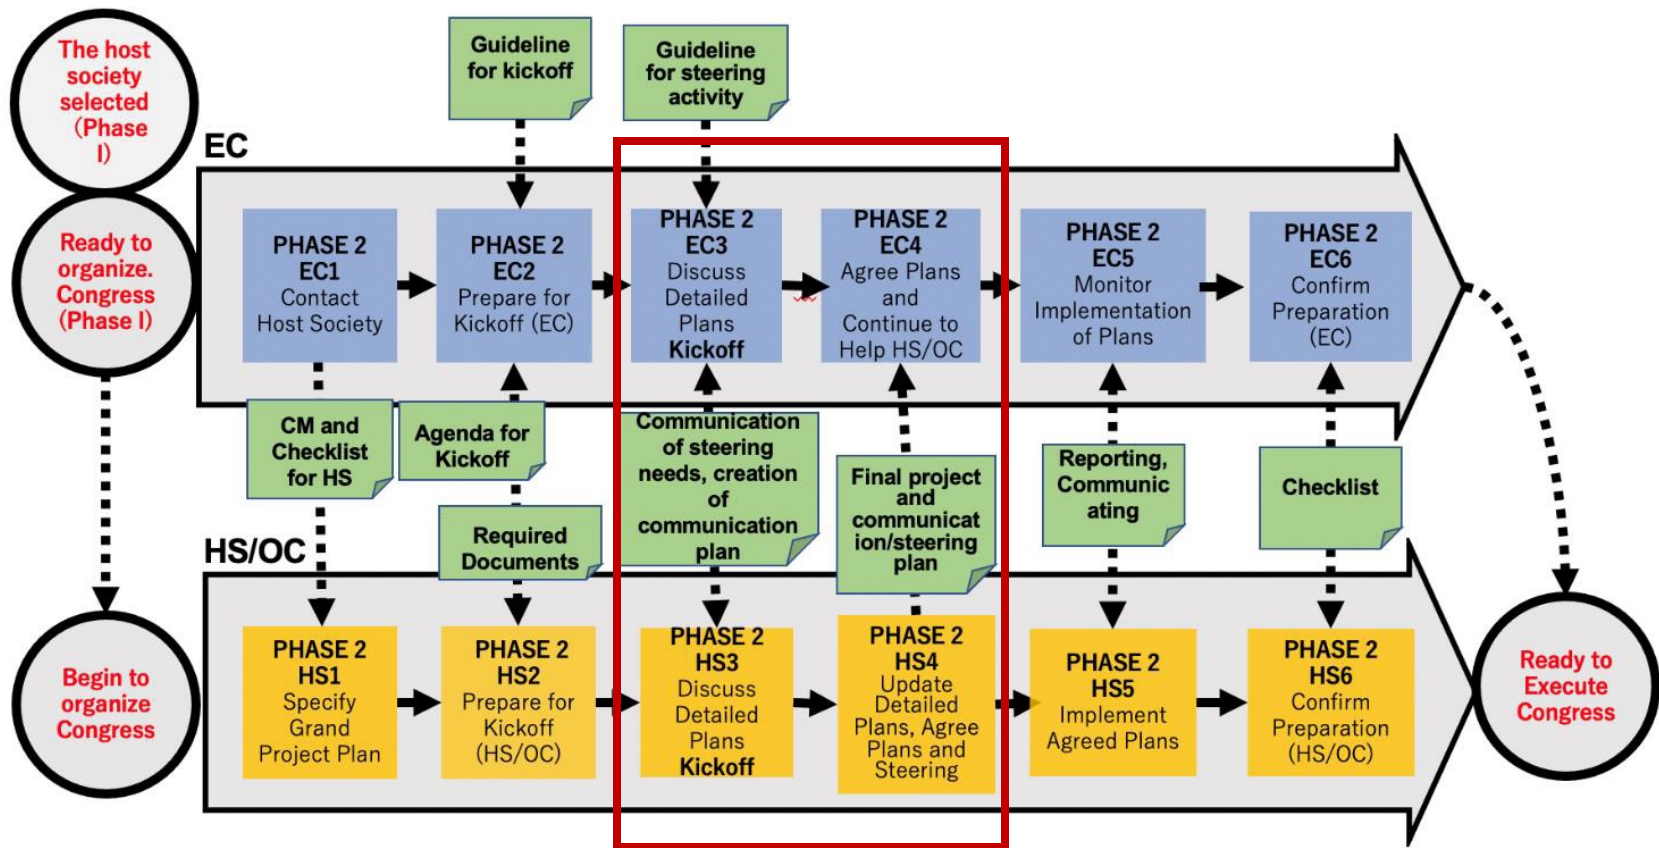 The host
society
selected
(Phase
I)
Ready to
organize.
Congress
(Phase I)
Begin to
organize
Congress
Guideline
for kickoff
Guideline
for steering
activity
EC
PHASE 2
EC1
Contact
Host Society
PHASE 2
EC2
Prepare for
Kickoff (EC)
PHASE 2
EC3
Discuss
Detailed
Plans
Kickoff
PHASE 2
EC4
Agree Plans
and
Continue to
Help HS/OC
PHASE 2
EC5
Monitor
Implementation
of Plans
PHASE 2
EC6
Confirm
Preparation
(EC)
CM and
Checklist
for HS
Agenda for
Kickoff
Required
Documents
Communication
of steering
needs, creation
of
communication
plan
Final project
and
communicat
ion/steering
plan
Reporting,
Communic
ating
Checklist
HS/OC
PHASE 2
HS1
Specify
Grand
Project Plan
PHASE 2
HS2
Prepare for
Kickoff
(HS/OC)
PHASE 2
HS3
Discuss
Detailed
Plans
Kickoff
PHASE 2
HS4
Update
Detailed
Plans, Agree
Plans and
Steering
PHASE 2
HS5
Implement
Agreed Plans
PHASE 2
HS6
Confirm
Preparation
(HS/OC)
Ready to
Execute
Congress